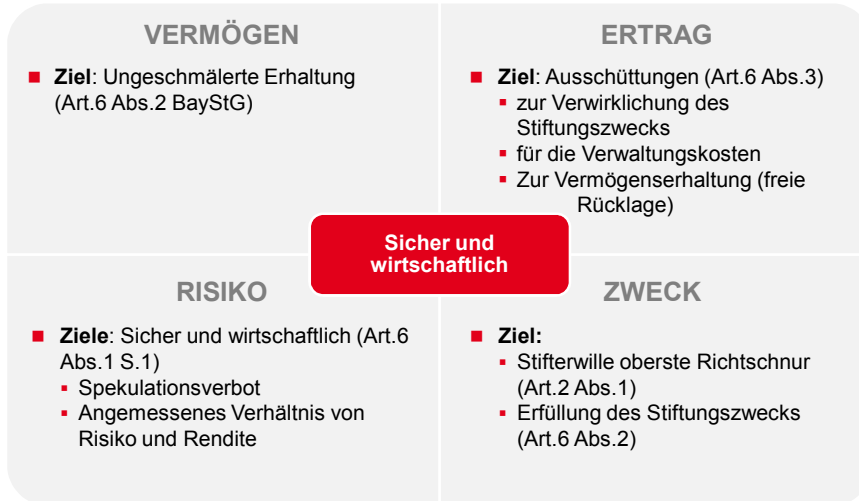 VERMÖGEN
Ziel: Ungeschmälerte Erhaltung
(Art.6 Abs.2 BayStG)
ERTRAG
Ziel: Ausschüttungen (Art.6 Abs.3)
zur Verwirklichung des
Stiftungszwecks
für die Verwaltungskosten
Zur Vermögenserhaltung (freie
Rücklage)
Sicher und
wirtschaftlich
RISIKO
Ziele: Sicher und wirtschaftlich (Art.6
Abs.1 S.1)
Spekulationsverbot
Angemessenes Verhältnis von
Risiko und Rendite
ZWECK
Ziel:
Stifterwille oberste Richtschnur
(Art.2 Abs.1)
Erfüllung des Stiftungszwecks
(Art.6 Abs.2)